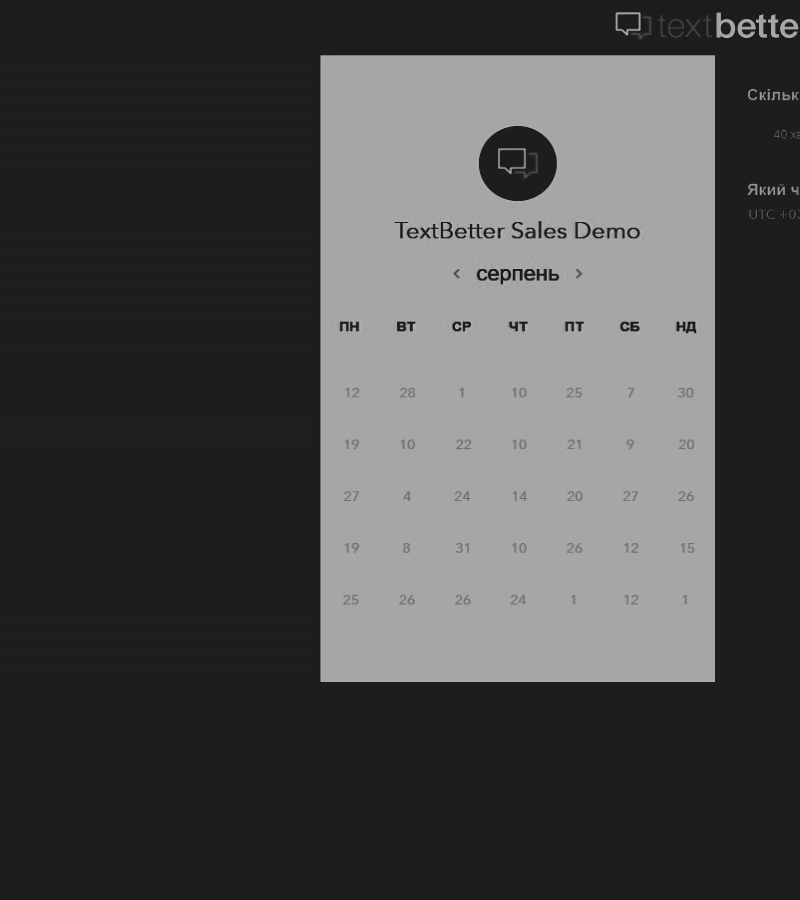 textbette
TextBetter Sales Demo
< серпень >
ПН ВТ СР ЧТ ПТ СБ НД
12 28 1 10 25 7 30
19 10 22 10 21 9 20
27 4 24 14 20 27 26
19 8 31 10 26 12 15
25 26 26 24 1 12 1
Скільк
40 хв
Який ч
UTC +03